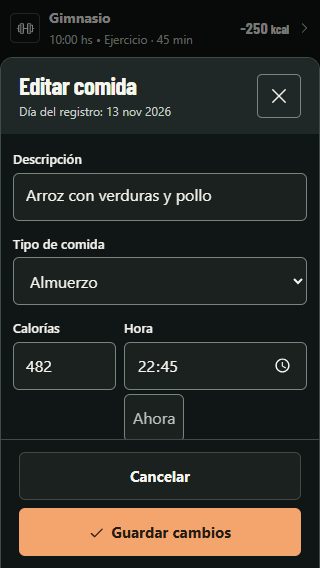 Gimnasio
10:00 hs • Ejercicio · 45 min
-250 kcal
Editar comida
Día del registro: 13 nov 2026
Descripción
Arroz con verduras y pollo
Tipo de comida
Almuerzo
Calorías Hora
482 22:45
Ahora
Cancelar
Guardar cambios